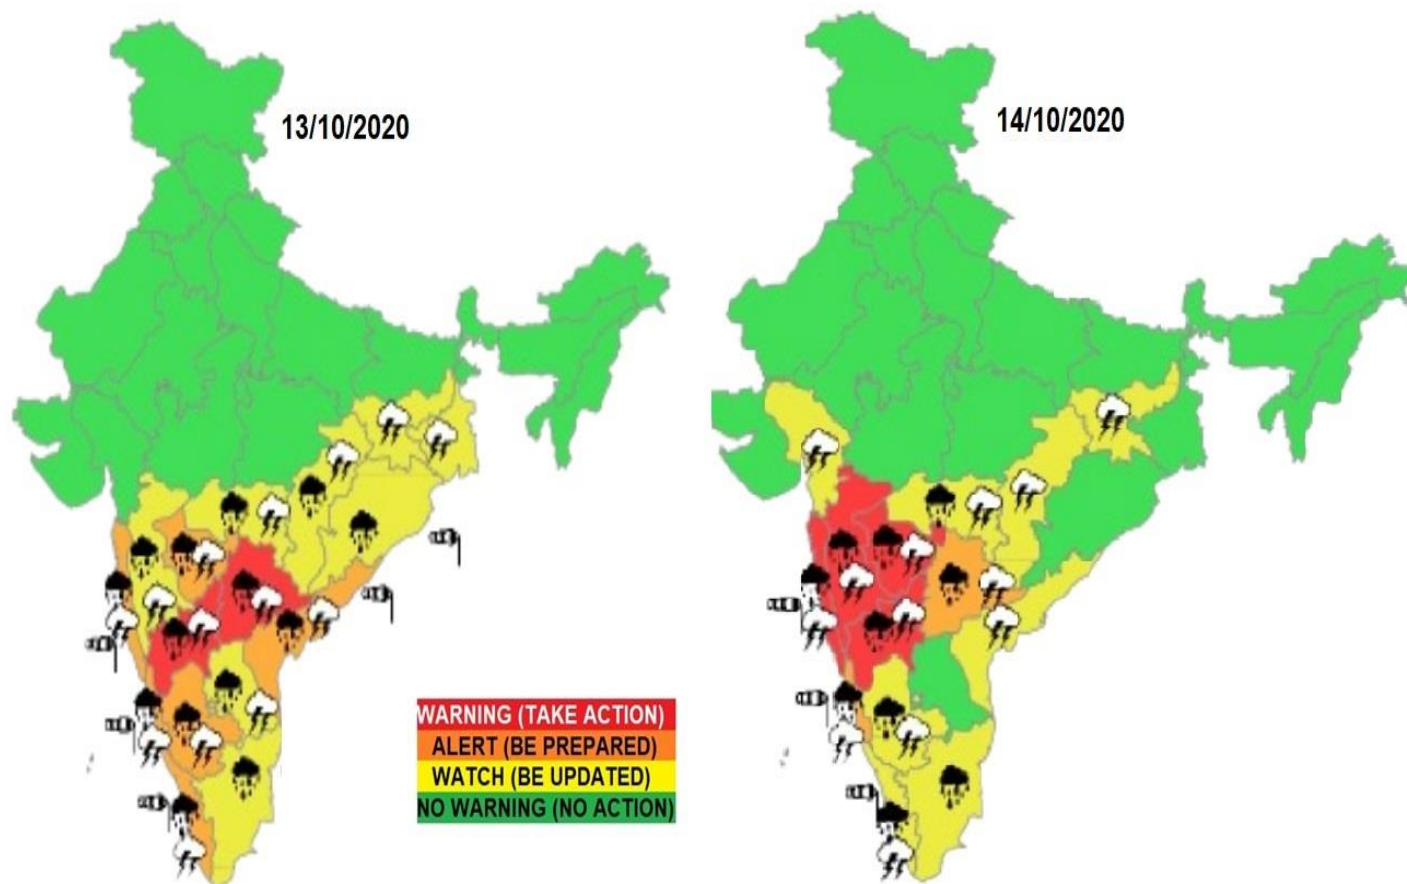 13/10/2020
14/10/2020
WARNING (TAKE ACTION)
ALERT (BE PREPARED)
WATCH (BE UPDATED)
NO WARNING (NO ACTION)